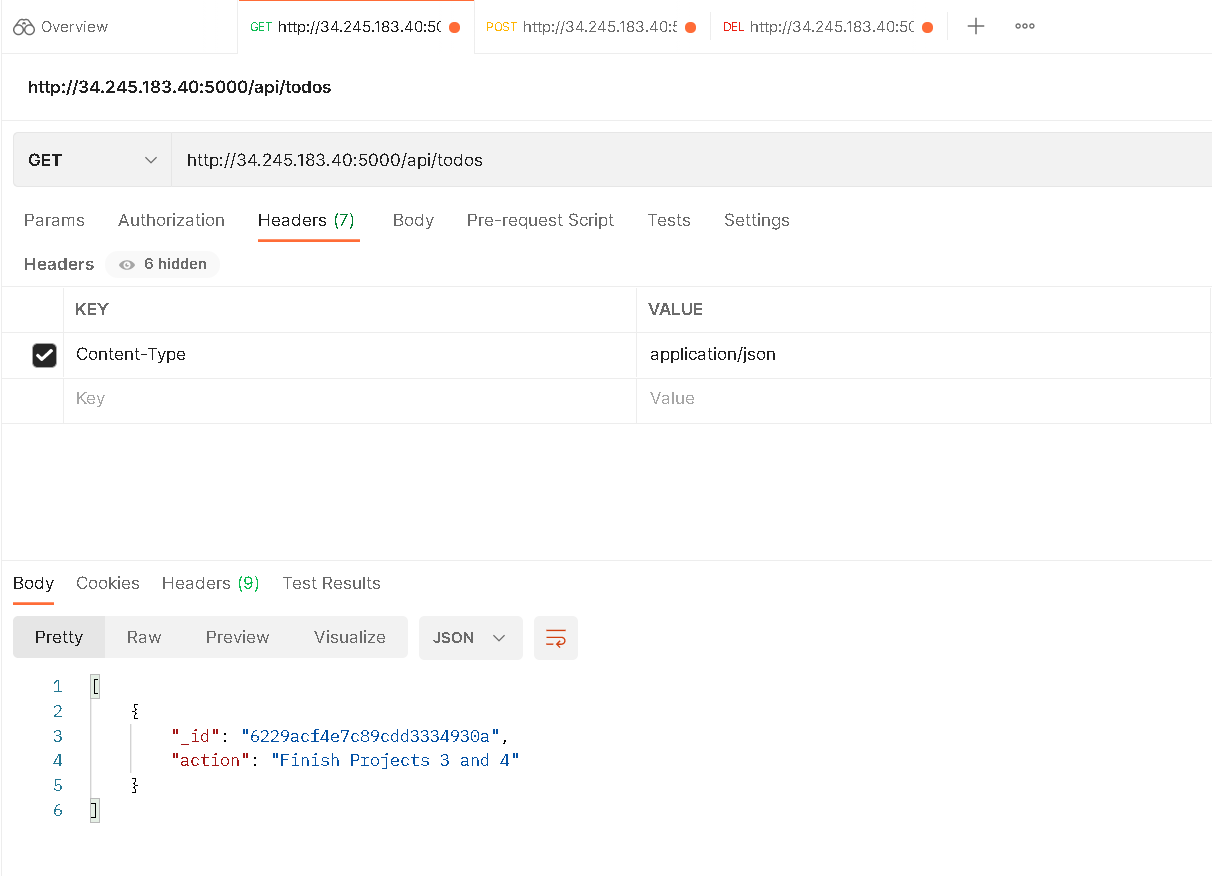 Overview GET http://34.245.183.40:50 POST http://34.245.183.40:5 DEL http://34.245.183.40:50
http://34.245.183.40:5000/api/todos
GET http://34.245.183.40:5000/api/todos
Params Authorization Headers (7) Body Pre-request Script Tests Settings
Headers 6 hidden
KEY VALUE
Content-Type application/json
Key Value
Body Cookies Headers (9) Test Results
Pretty Raw Preview Visualize JSON
1 [
2 {
3 "_id": "6229acf4e7c89cdd3334930a",
4 "action": "Finish Projects 3 and 4"
5 }
6 ]